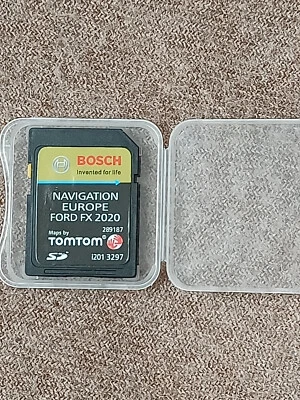 BOSCH
Invented for life
NAVIGATION
EUROPE
FORD FX 2020
289187
Maps by
TOMTOM
SD
I201 3297